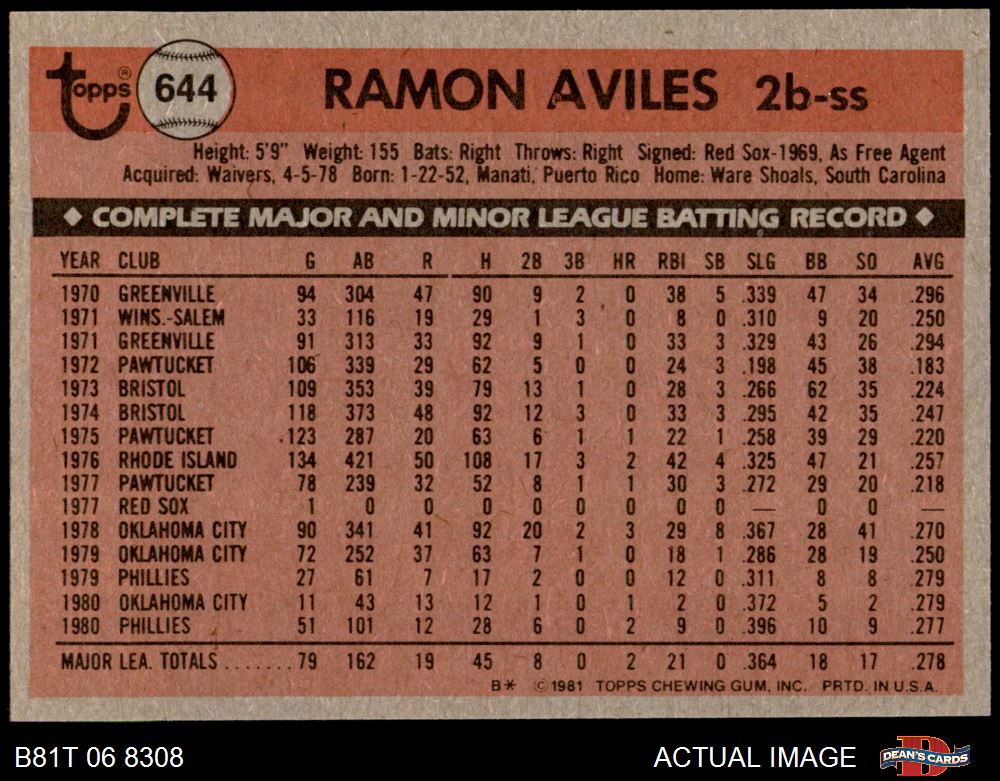 Topps® 644 RAMON AVILES 2b-ss
Height: 5'9" Weight: 155 Bats: Right Throws: Right Signed: Red Sox-1969, As Free Agent
Acquired: Waivers, 4-5-78 Born: 1-22-52, Manati, Puerto Rico Home: Ware Shoals, South Carolina
◆ COMPLETE MAJOR AND MINOR LEAGUE BATTING RECORD ◆
YEAR CLUB G AB R H 2B 3B HR RBI SB SLG BB SO AVG
1970 GREENVILLE 94 304 47 90 9 2 0 38 5 .339 47 34 .296
1971 WINS.-SALEM 33 116 19 29 1 3 0 8 0 .310 9 20 .250
1971 GREENVILLE 91 313 33 92 9 1 0 33 3 .329 43 26 .294
1972 PAWTUCKET 106 339 29 62 5 0 0 24 3 .198 45 38 .183
1973 BRISTOL 109 353 39 79 13 1 0 28 3 .266 62 35 .224
1974 BRISTOL 118 373 48 92 12 3 0 33 3 .295 42 35 .247
1975 PAWTUCKET 123 287 20 63 6 1 1 22 1 .258 39 29 .220
1976 RHODE ISLAND 134 421 50 108 17 3 2 42 4 .325 47 21 .257
1977 PAWTUCKET 78 239 32 52 8 1 1 30 3 .272 29 20 .218
1977 RED SOX 1 0 0 0 0 0 0 0 0 — 0 0 —
1978 OKLAHOMA CITY 90 341 41 92 20 2 3 29 8 .367 28 41 .270
1979 OKLAHOMA CITY 72 252 37 63 7 1 0 18 1 .286 28 19 .250
1979 PHILLIES 27 61 7 17 2 0 0 12 0 .311 8 8 .279
1980 OKLAHOMA CITY 11 43 13 12 1 0 1 2 0 .372 5 2 .279
1980 PHILLIES 51 101 12 28 6 0 2 9 0 .396 10 9 .277
MAJOR LEA. TOTALS .......79 162 19 45 8 0 2 21 0 .364 18 17 .278
B* ©1981 TOPPS CHEWING GUM, INC. PRTD. IN U.S.A.
B81T 06 8308 ACTUAL IMAGE DEAN'S CARDS